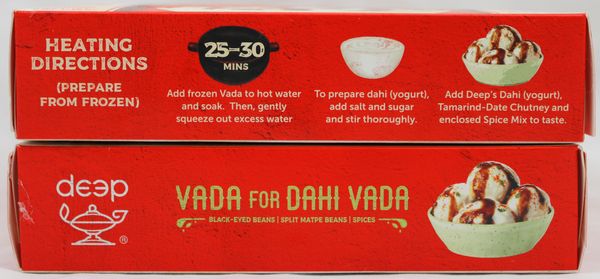 HEATING
DIRECTIONS
(PREPARE
FROM FROZEN)
25–30
MINS
Add frozen Vada to hot water
and soak. Then, gently
squeeze out excess water
To prepare dahi (yogurt),
add salt and sugar
and stir thoroughly.
Add Deep's Dahi (yogurt),
Tamarind-Date Chutney and
enclosed Spice Mix to taste.
deep
®
VADA FOR DAHI VADA
BLACK-EYED BEANS | SPLIT MATPE BEANS | SPICES